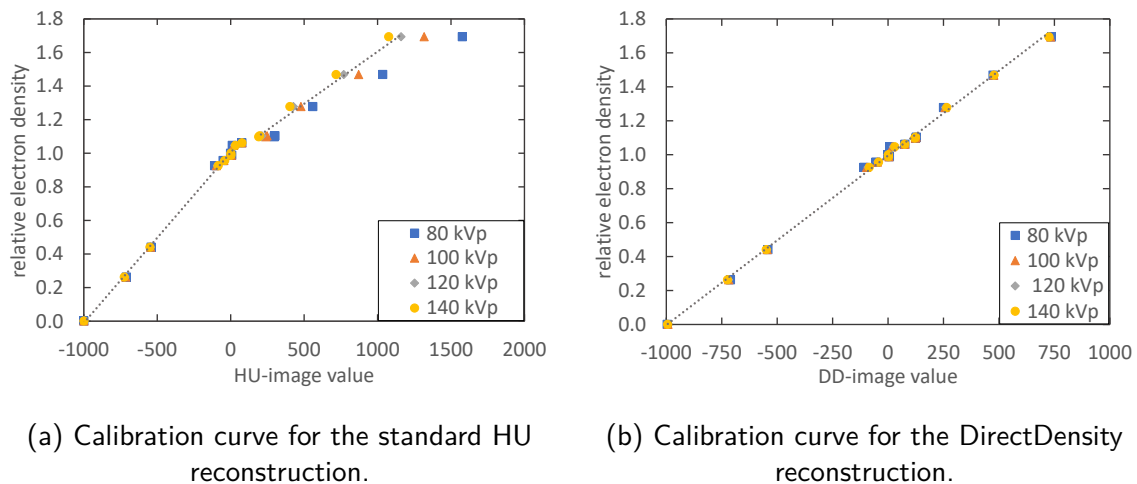 1.8
1.6
1.4
1.2
1.0
0.8
0.6
0.4
0.2
0.0
relative electron density
-1000 -500 0 500 1000 1500 2000
HU-image value
80 kVp
100 kVp
120 kVp
140 kVp
(a) Calibration curve for the standard HU
reconstruction.
1.8
1.6
1.4
1.2
1.0
0.8
0.6
0.4
0.2
0.0
relative electron density
-1000 -750 -500 -250 0 250 500 750 1000
DD-image value
80 kVp
100 kVp
120 kVp
140 kVp
(b) Calibration curve for the DirectDensity
reconstruction.